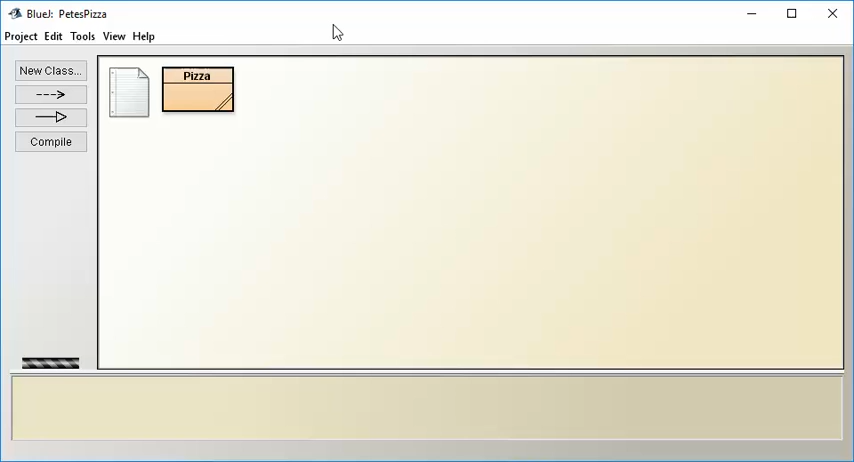 BlueJ: PetesPizza
Project Edit Tools View Help
New Class...
Pizza
Compile